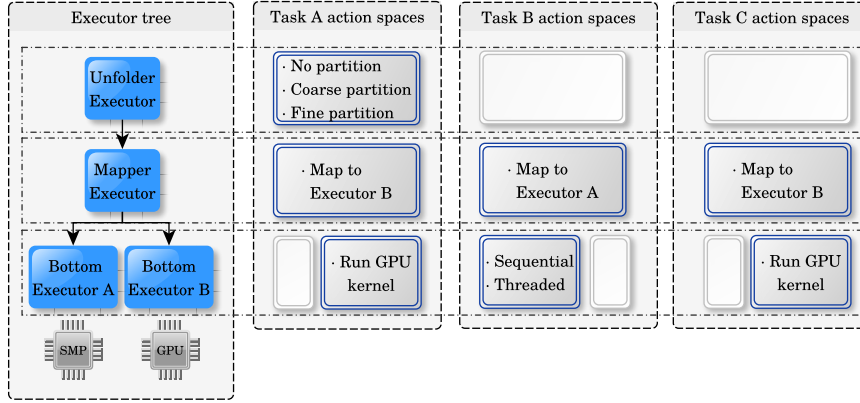 Executor tree
Task A action spaces
Task B action spaces
Task C action spaces
Unfolder
Executor
· No partition
· Coarse partition
· Fine partition
Mapper
Executor
· Map to
Executor B
· Map to
Executor A
· Map to
Executor B
Bottom
Executor A
Bottom
Executor B
· Run GPU
kernel
· Sequential
· Threaded
· Run GPU
kernel
SMP
GPU